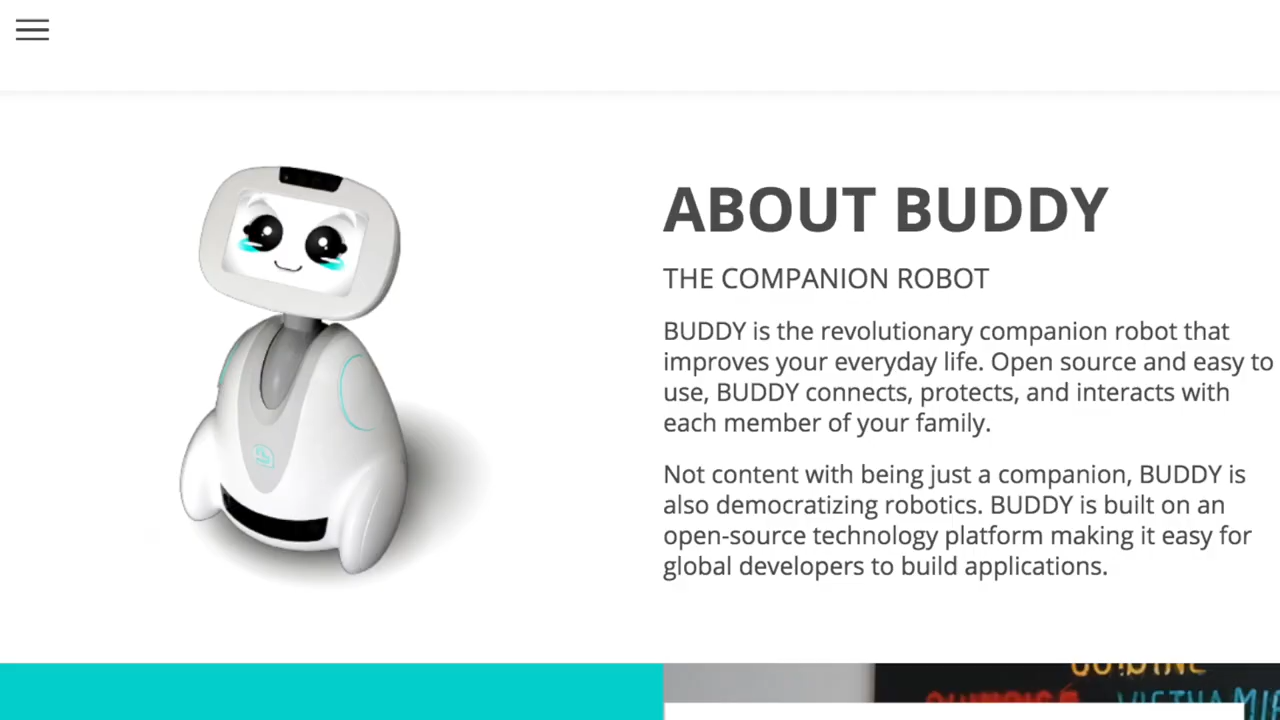 ABOUT BUDDY
THE COMPANION ROBOT
BUDDY is the revolutionary companion robot that
improves your everyday life. Open source and easy to
use, BUDDY connects, protects, and interacts with
each member of your family.
Not content with being just a companion, BUDDY is
also democratizing robotics. BUDDY is built on an
open-source technology platform making it easy for
global developers to build applications.